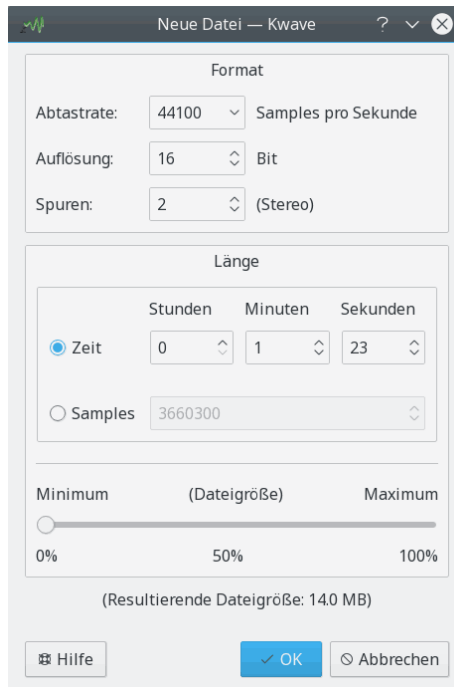 Neue Datei — Kwave
Format
Abtastrate: 44100 Samples pro Sekunde
Auflösung: 16 Bit
Spuren: 2 (Stereo)
Länge
Stunden Minuten Sekunden
Zeit 0 1 23
Samples 3660300
Minimum (Dateigröße) Maximum
0% 50% 100%
(Resultierende Dateigröße: 14.0 MB)
Hilfe OK Abbrechen